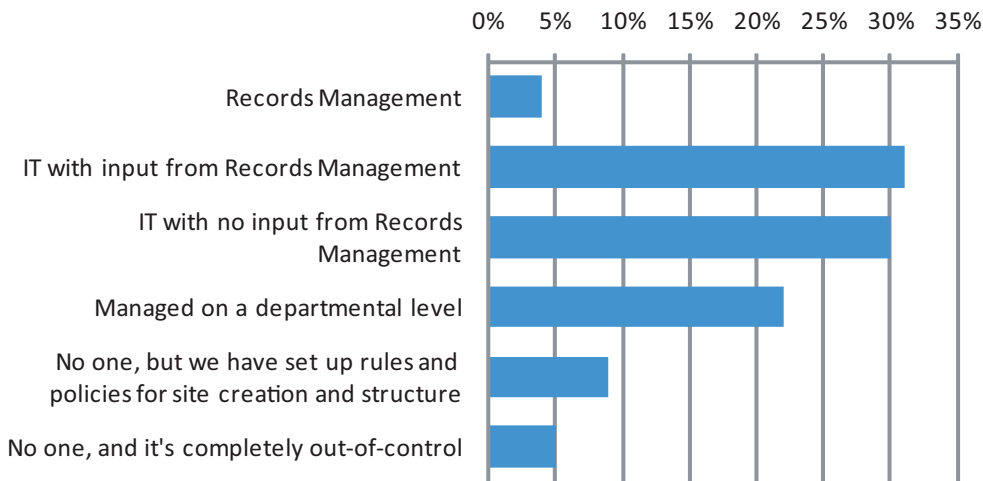 0% 5% 10% 15% 20% 25% 30% 35%
Records Management
IT with input from Records Management
IT with no input from Records
Management
Managed on a departmental level
No one, but we have set up rules and
policies for site creation and structure
No one, and it's completely out-of-control